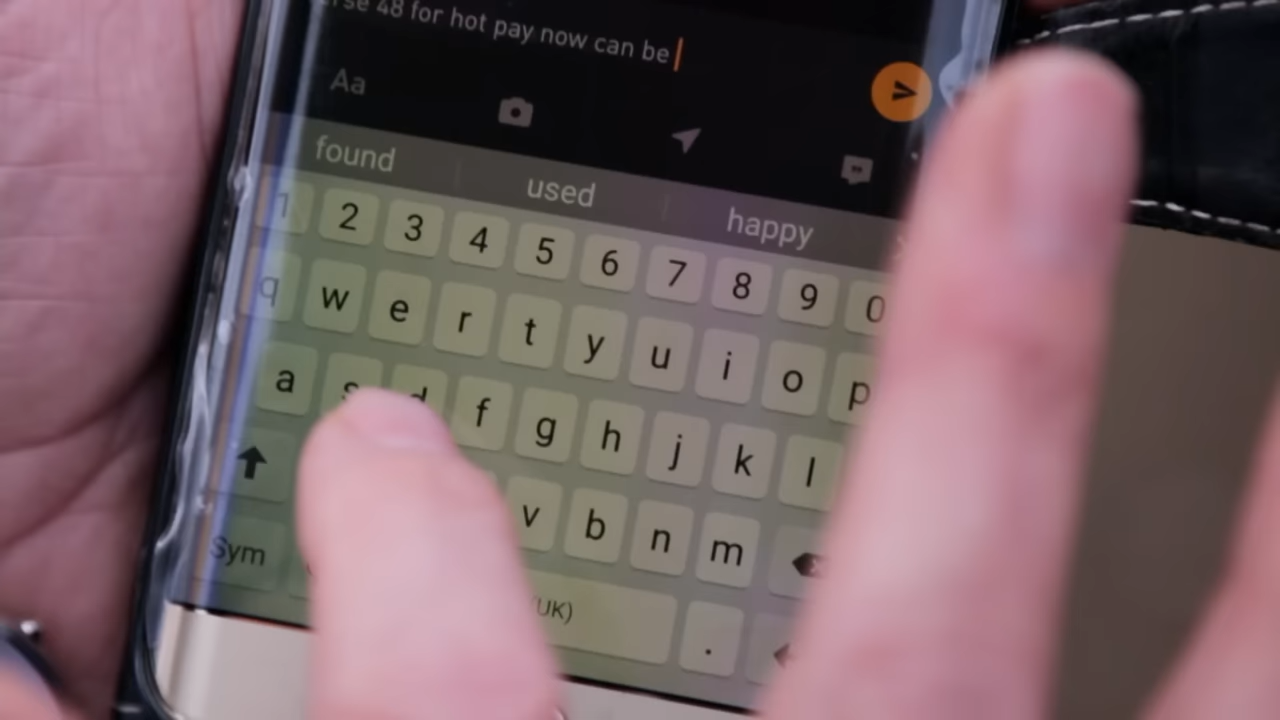 48 for hot pay now can be
Aa
found used happy
1 2 3 4 5 6 7 8 9 0
q w e r t y u i o p
a s d f g h j k l
v b n m
Sym (UK) .